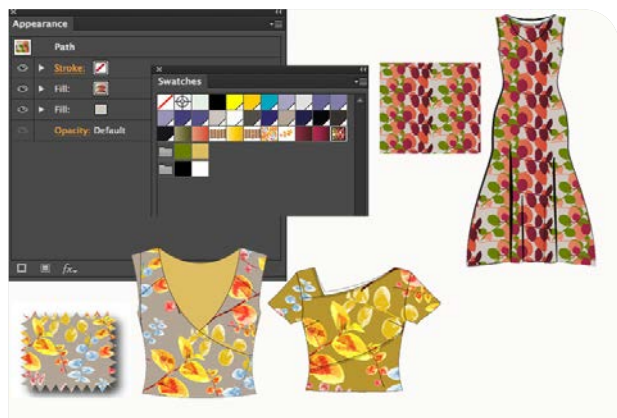 Appearance
Path
Stroke:
Swatches
Fill:
Fill:
Opacity: Default
fx.